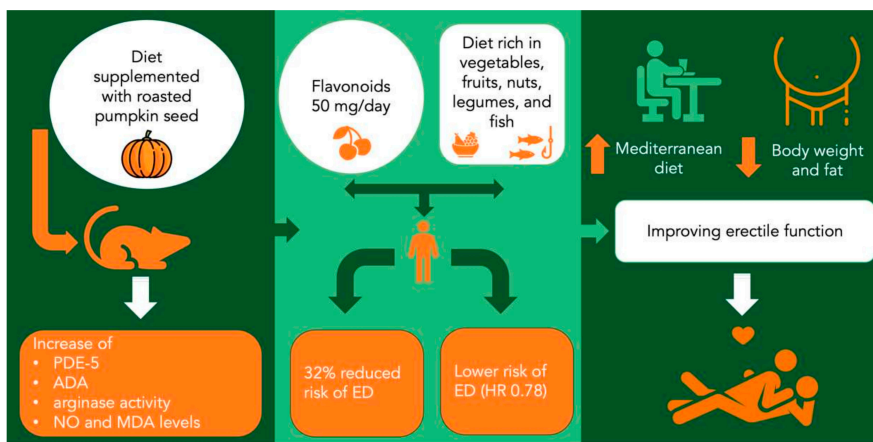 Diet
supplemented
with roasted
pumpkin seed
Increase of
• PDE-5
• ADA
• arginase activity
• NO and MDA levels
Flavonoids
50 mg/day
Diet rich in
vegetables,
fruits, nuts,
legumes, and
fish
32% reduced
risk of ED
Lower risk of
ED (HR 0.78)
Mediterranean
diet
Body weight
and fat
Improving erectile function